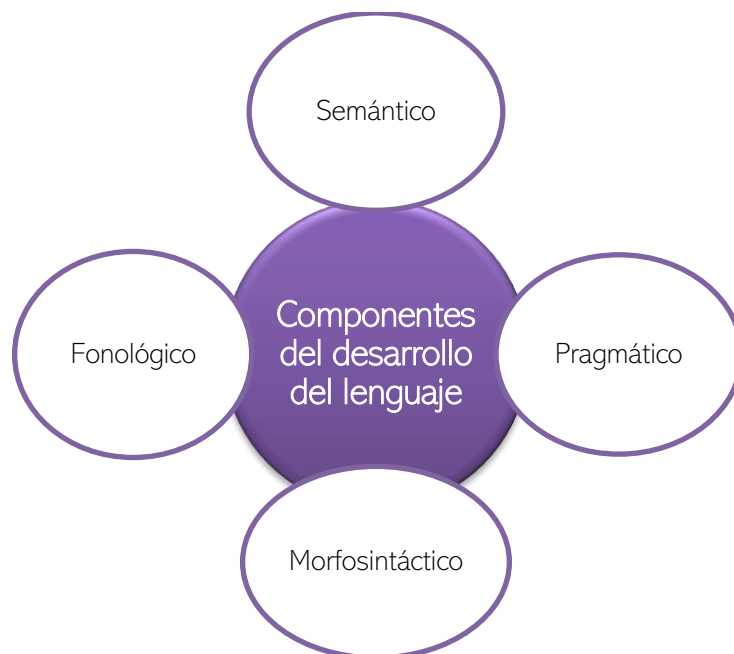 Semántico
Fonológico
Componentes
del desarrollo
del lenguaje
Pragmático
Morfosintáctico